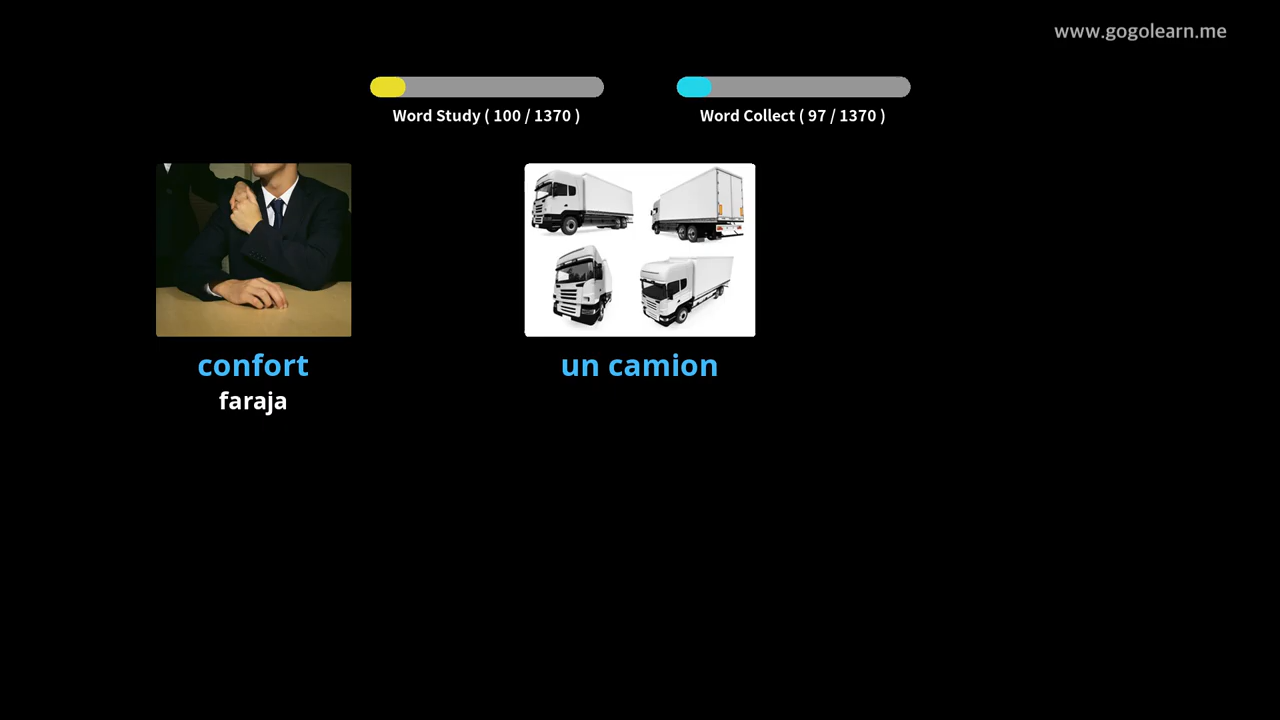 www.gogolearn.me
Word Study ( 100 / 1370 )
Word Collect ( 97 / 1370 )
confort
faraja
un camion